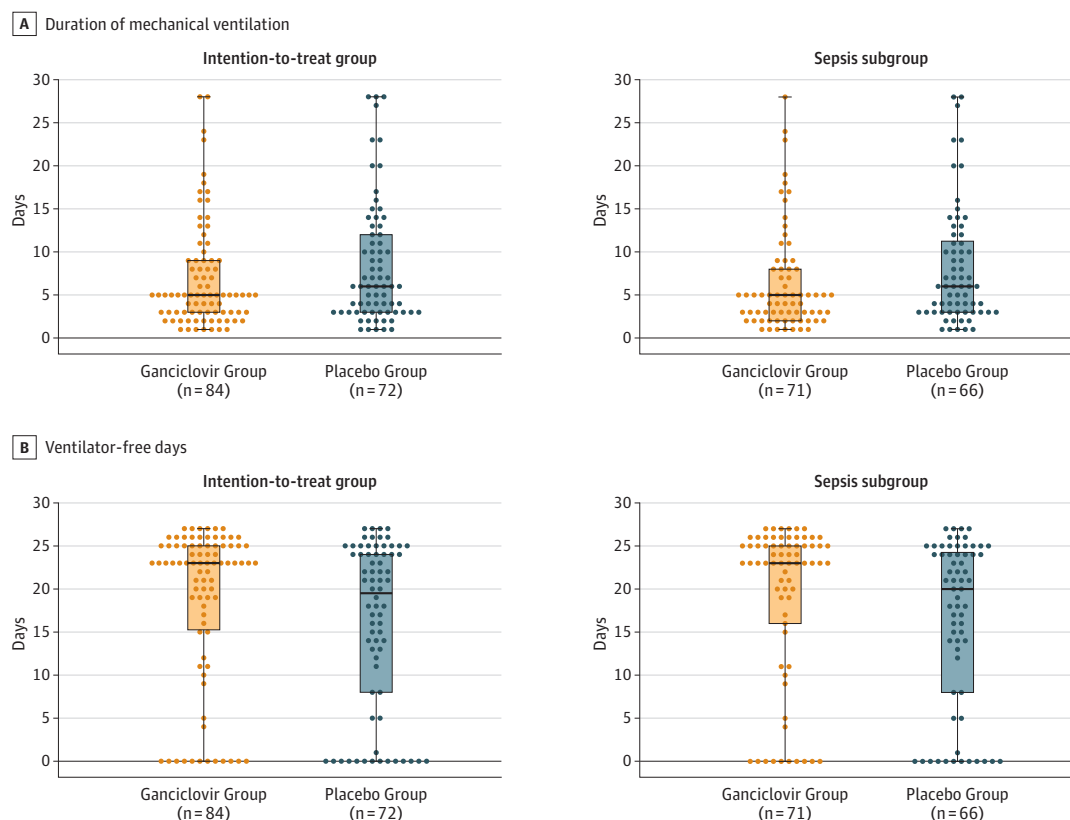 A Duration of mechanical ventilation
Intention-to-treat group
30
25
20
15
10
5
0
Days
Ganciclovir Group
(n=84)
Placebo Group
(n=72)
Sepsis subgroup
30
25
20
15
10
5
0
Days
Ganciclovir Group
(n=71)
Placebo Group
(n=66)
B Ventilator-free days
Intention-to-treat group
30
25
20
15
10
5
0
Days
Ganciclovir Group
(n=84)
Placebo Group
(n=72)
Sepsis subgroup
30
25
20
15
10
5
0
Days
Ganciclovir Group
(n=71)
Placebo Group
(n=66)